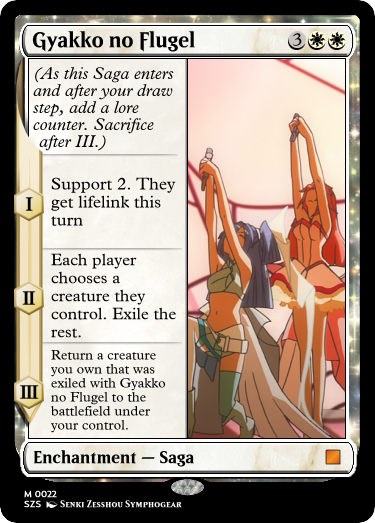 Gyakko no Flugel 3
(As this Saga enters
and after your draw
step, add a lore
counter. Sacrifice
after III.)
I
Support 2. They
get lifelink this
turn
II
Each player
chooses a
creature they
control. Exile the
rest.
III
Return a creature
you own that was
exiled with Gyakko
no Flugel to the
battlefield under
your control.
Enchantment — Saga
M 0022
SZS Senki Zesshou Symphogear